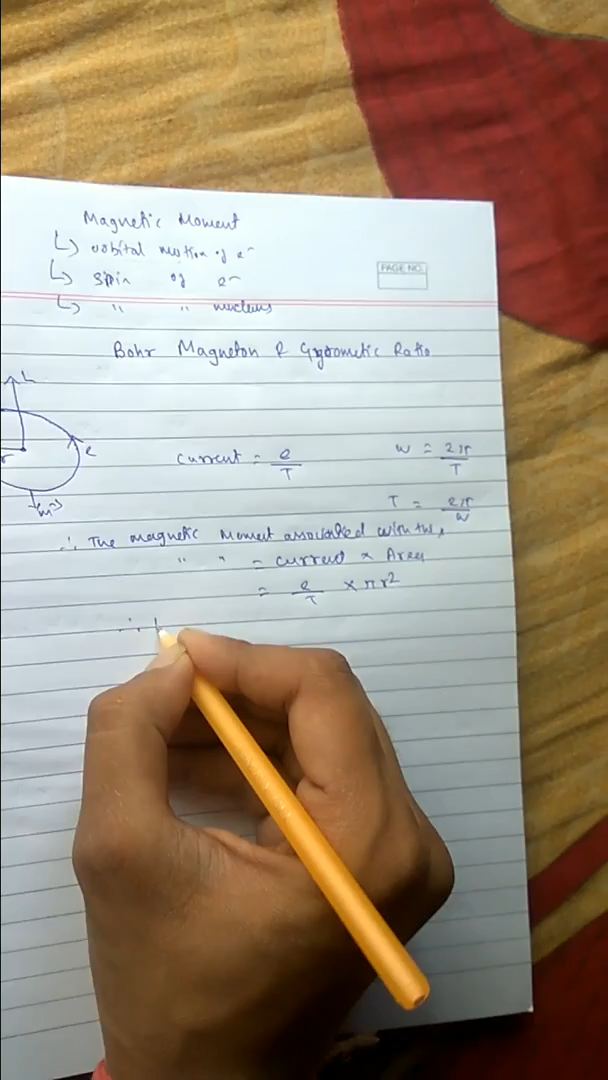 Magnetic Moment
↳ orbital motion of e⁻
↳ spin of e⁻
PAGE NO.
↳ " " nucleus
Bohr Magneton & Gyrometic Ratio
L
r
e
current = e/T
w = 2π/T
m
T = 2π/w
∴ The magnetic Moment associated with this
" " = current × Area
= e/T × πr²
∴